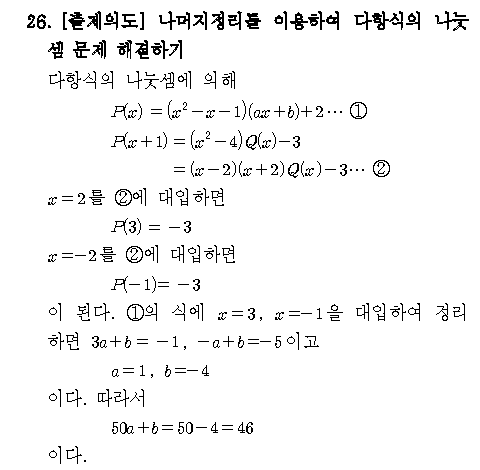 26. [출제의도] 나머지정리를 이용하여 다항식의 나눗
셈 문제 해결하기
다항식의 나눗셈에 의해
P(x) = (x²-x-1)(ax+b)+2⋯ ①
P(x+1) = (x²-4)Q(x)-3
= (x-2)(x+2)Q(x)-3⋯ ②
x=2를 ②에 대입하면
P(3) = -3
x=-2를 ②에 대입하면
P(-1)= -3
이 된다. ①의 식에 x=3, x=-1을 대입하여 정리
하면 3a+b = -1, -a+b=-5이고
a=1, b=-4
이다. 따라서
50a+b=50-4=46
이다.